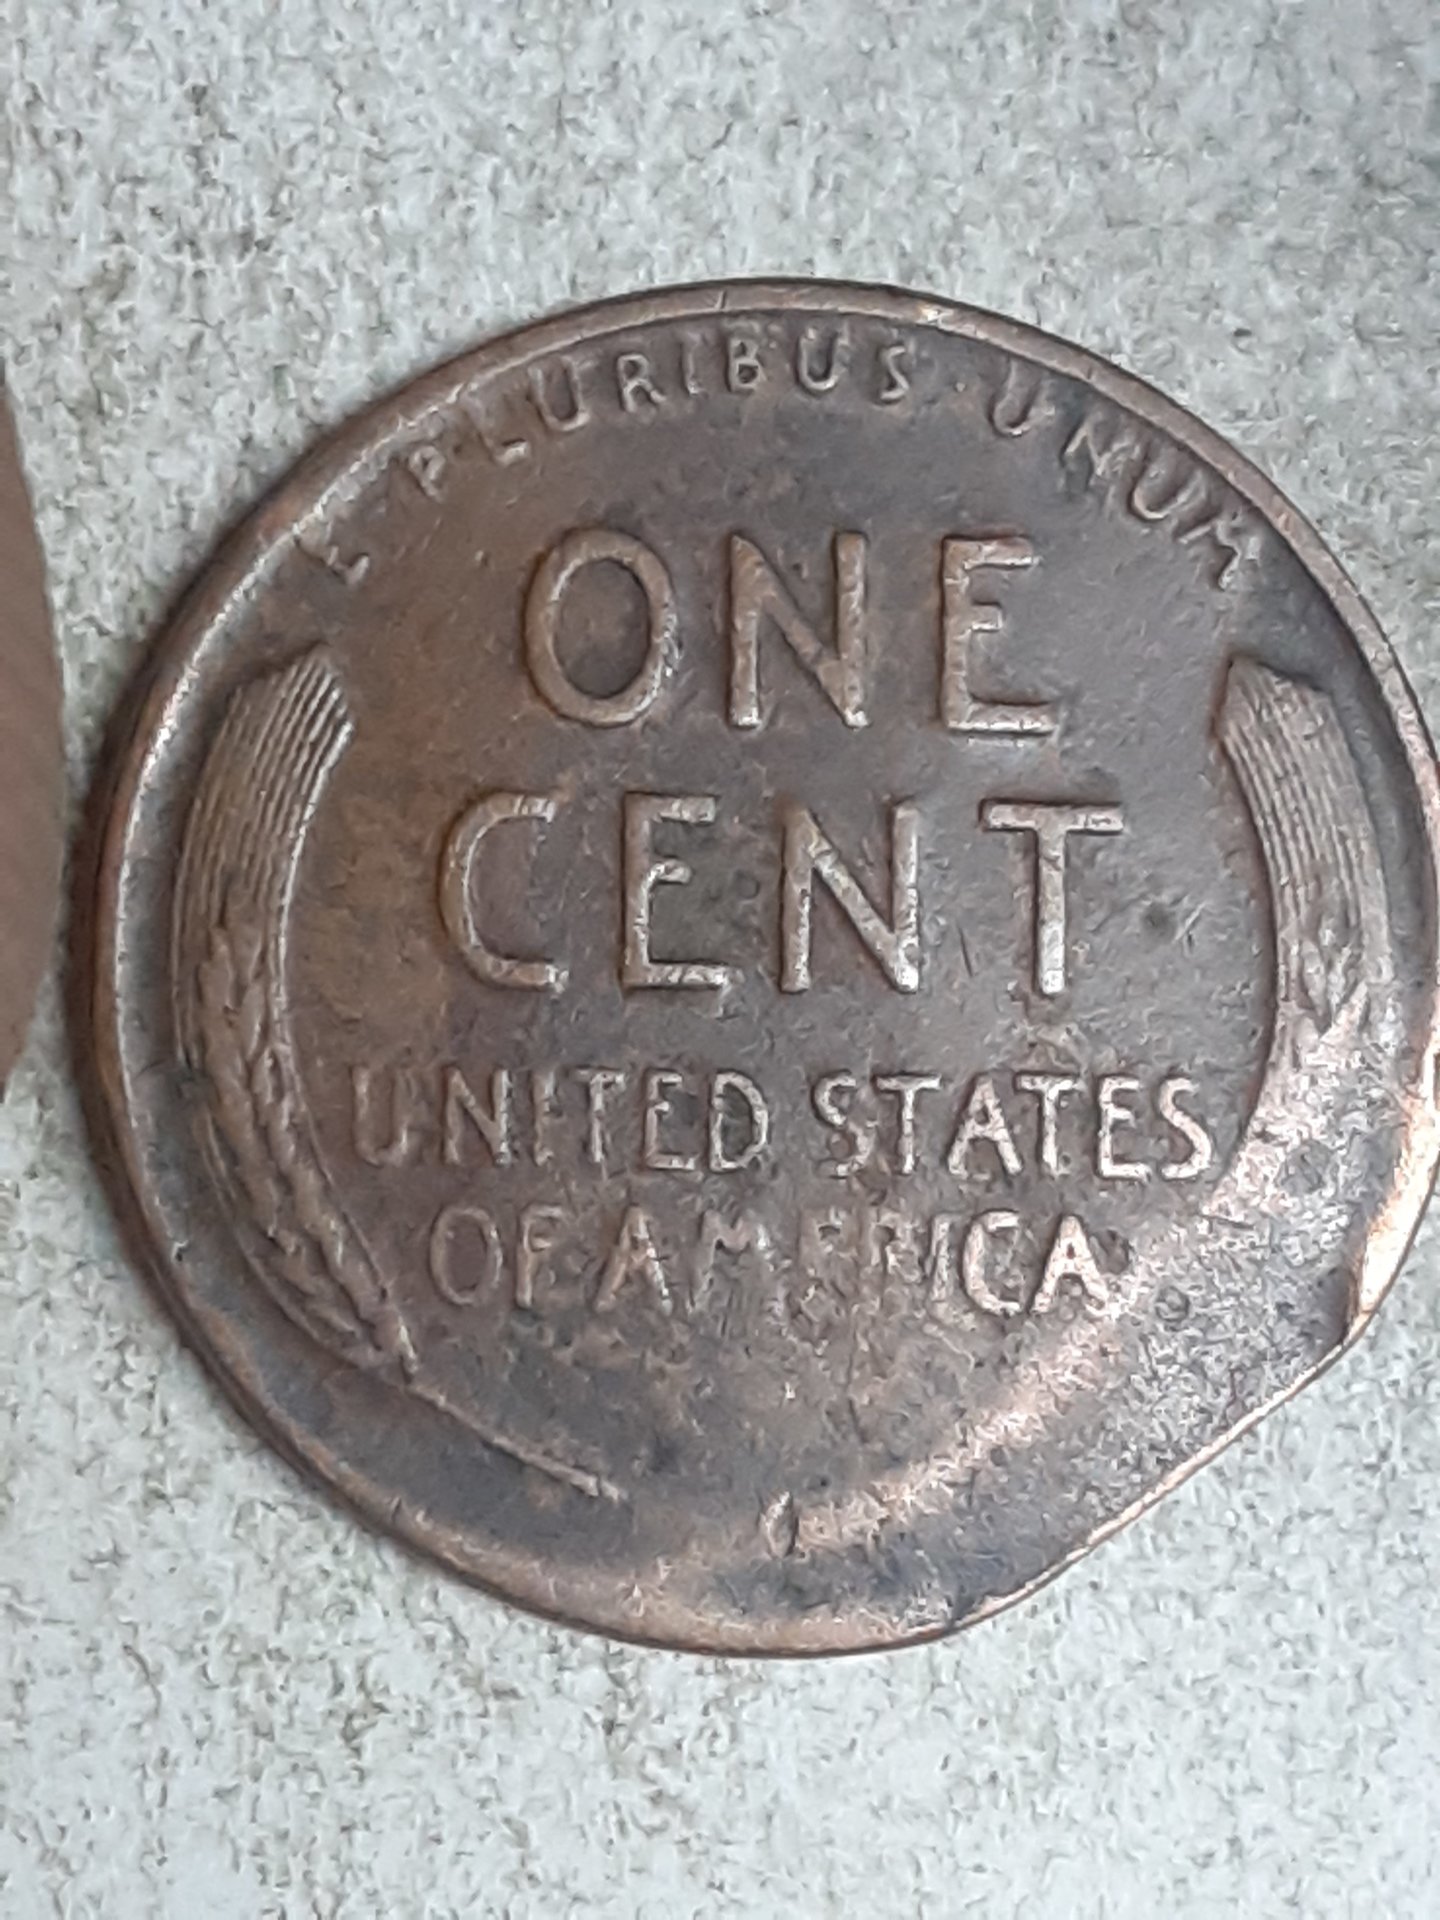 E·PLURIBUS·UNUM
ONE
CENT
UNITED STATES
OF AMERICA